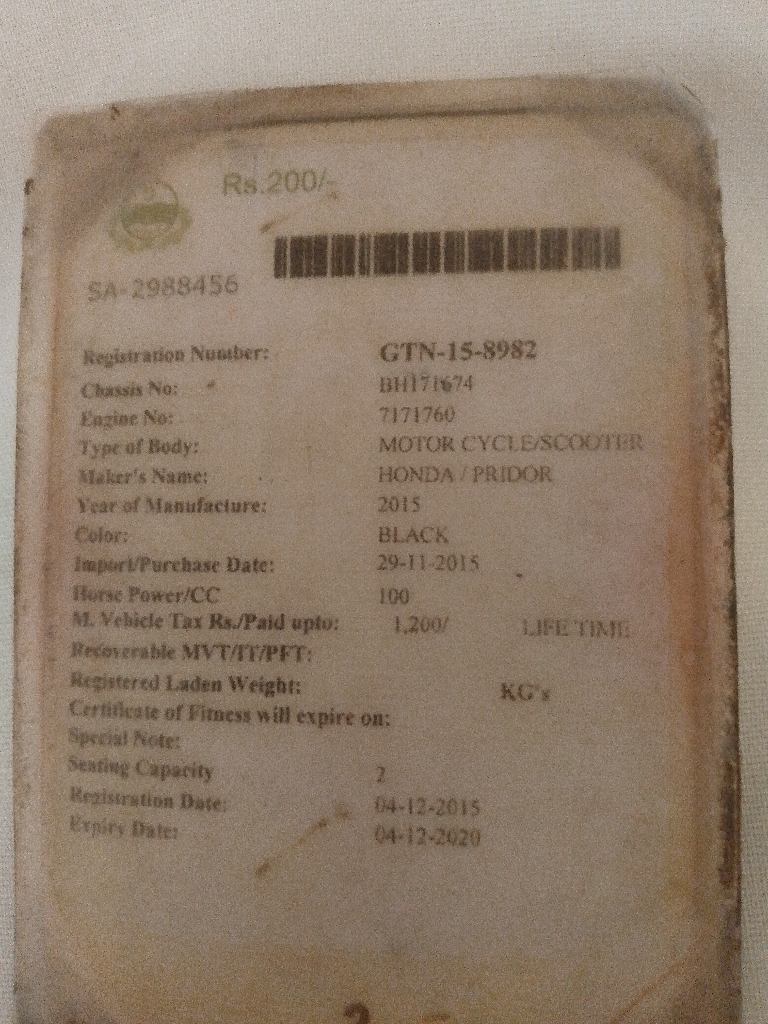 Rs.200/-
SA-2988456
Registration Number: GTN-15-8982
Chassis No: BH171674
Engine No: 7171760
Type of Body: MOTOR CYCLE/SCOOTER
Maker's Name: HONDA / PRIDOR
Year of Manufacture: 2015
Color: BLACK
Import/Purchase Date: 29-11-2015
Horse Power/CC 100
M. Vehicle Tax Rs./Paid upto: 1,200/ LIFE TIME
Recoverable MVT/IT/PFT:
Registered Laden Weight: KG's
Certificate of Fitness will expire on:
Special Note:
Seating Capacity 2
Registration Date: 04-12-2015
Expiry Date: 04-12-2020